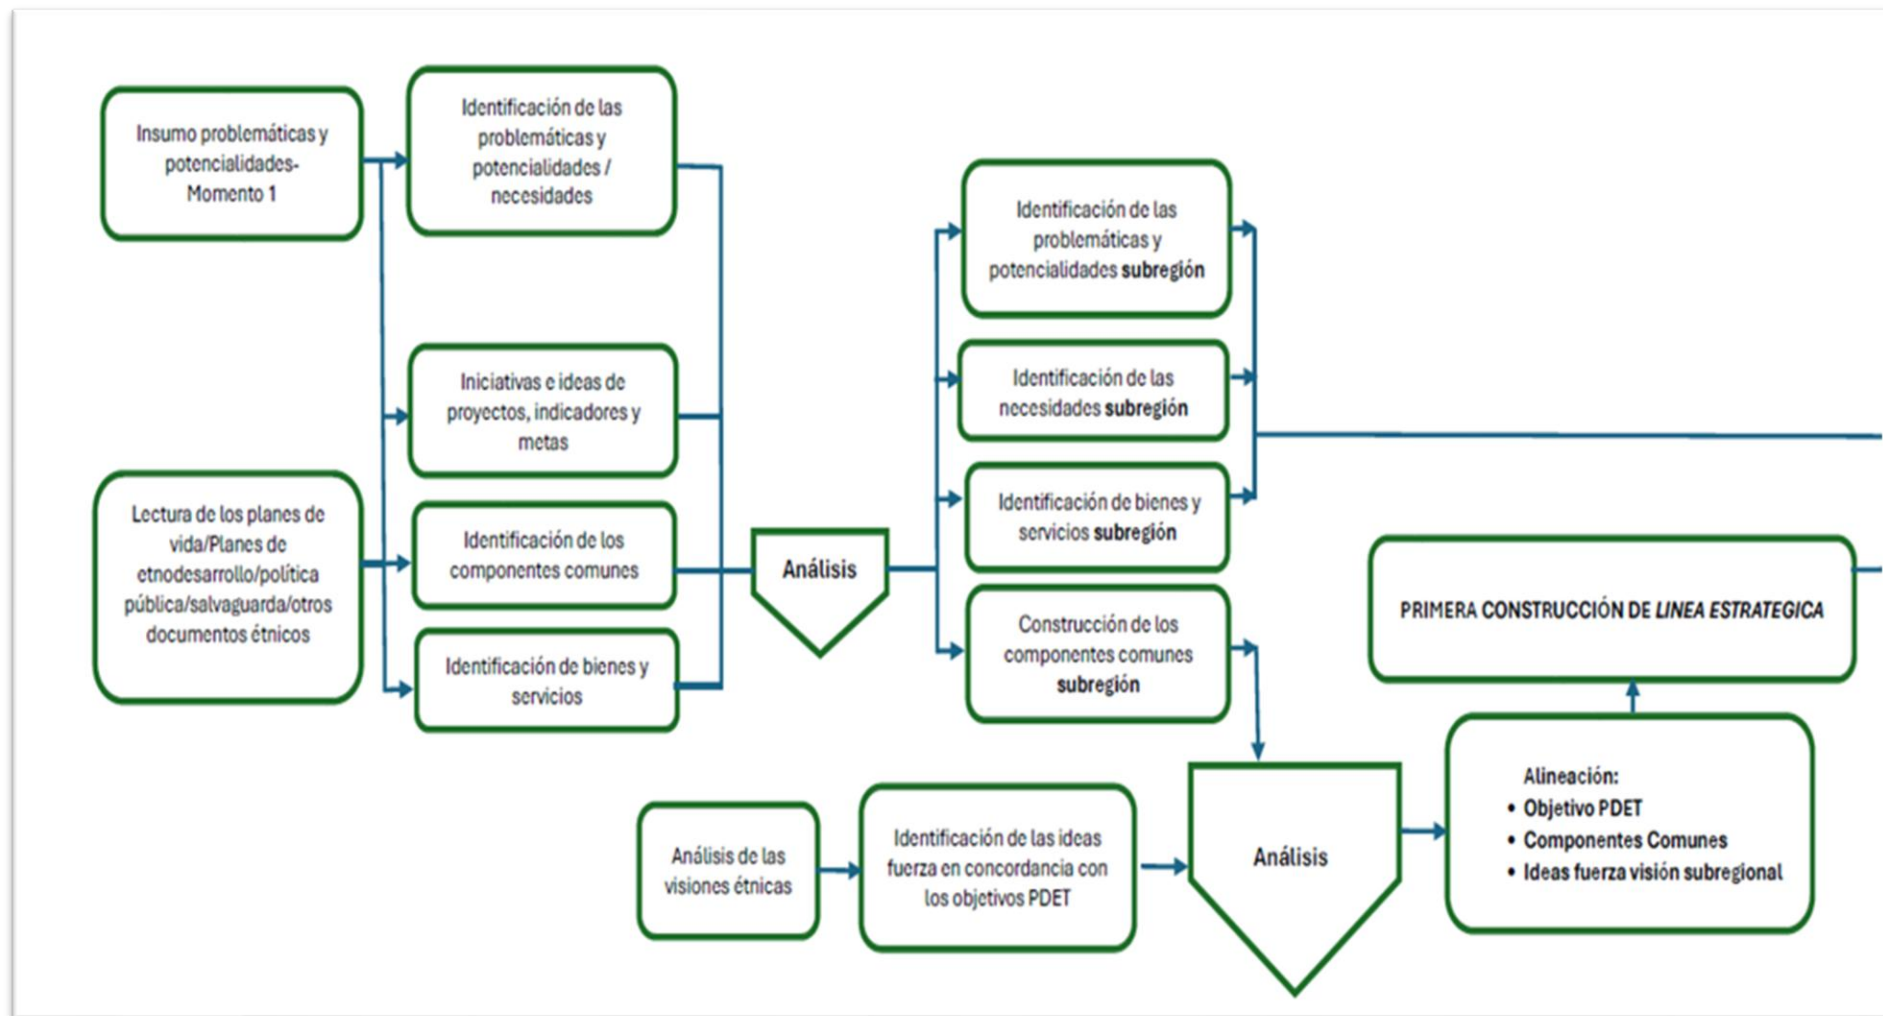 Insumo problemáticas y
potencialidades-
Momento 1
Identificación de las
problemáticas y
potencialidades /
necesidades
Iniciativas e ideas de
proyectos, indicadores y
metas
Lectura de los planes de
vida/Planes de
etnodesarrollo/política
pública/salvaguarda/otros
documentos étnicos
Identificación de los
componentes comunes
Identificación de bienes y
servicios
Análisis
Identificación de las
problemáticas y
potencialidades subregión
Identificación de las
necesidades subregión
Identificación de bienes y
servicios subregión
Construcción de los
componentes comunes
subregión
Análisis de las
visiones étnicas
Identificación de las ideas
fuerza en concordancia con
los objetivos PDET
Análisis
Alineación:
• Objetivo PDET
• Componentes Comunes
• Ideas fuerza visión subregional
PRIMERA CONSTRUCCIÓN DE LINEA ESTRATEGICA